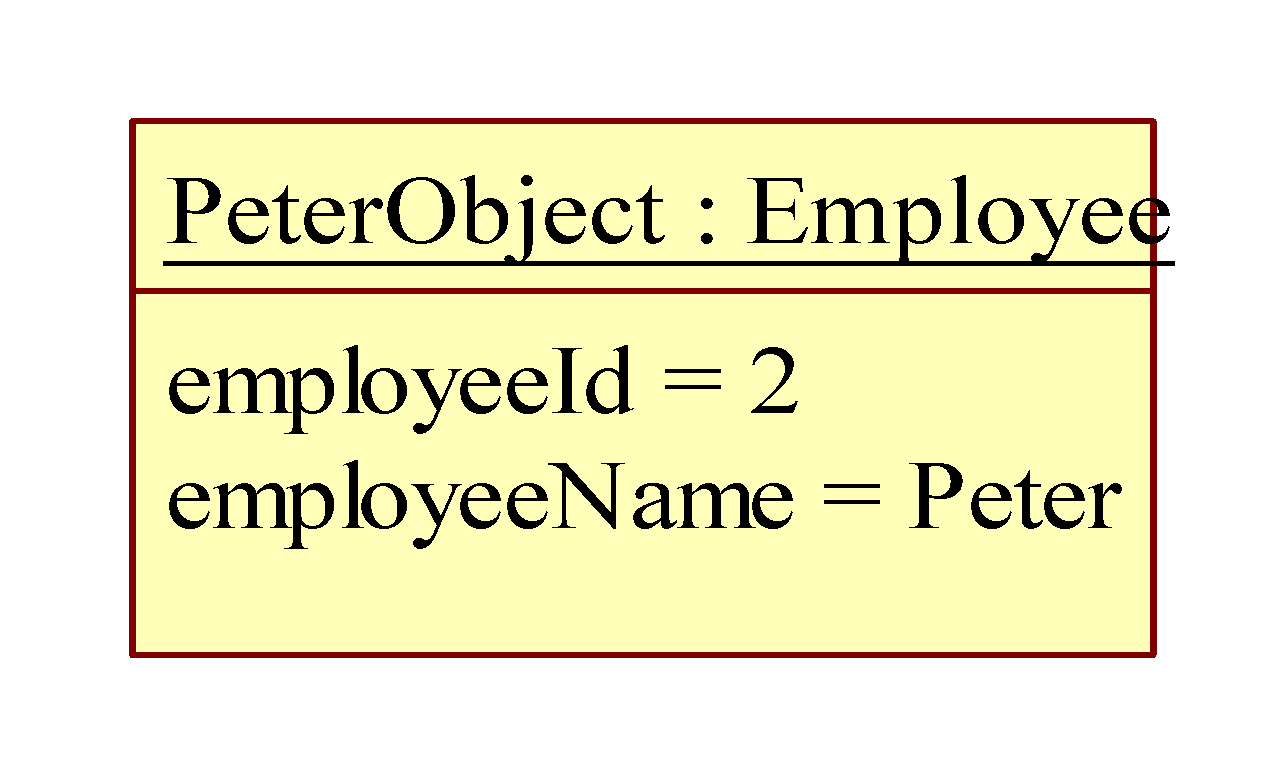 PeterObject : Employee
employeeId = 2
employeeName = Peter